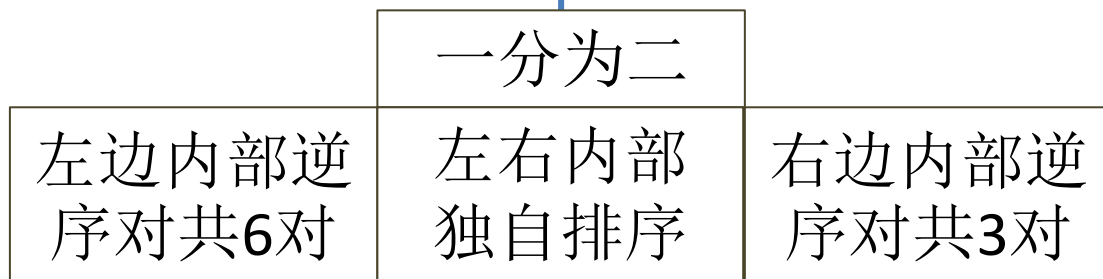 一分为二
左边内部逆
序对共6对
左右内部
独自排序
右边内部逆
序对共3对